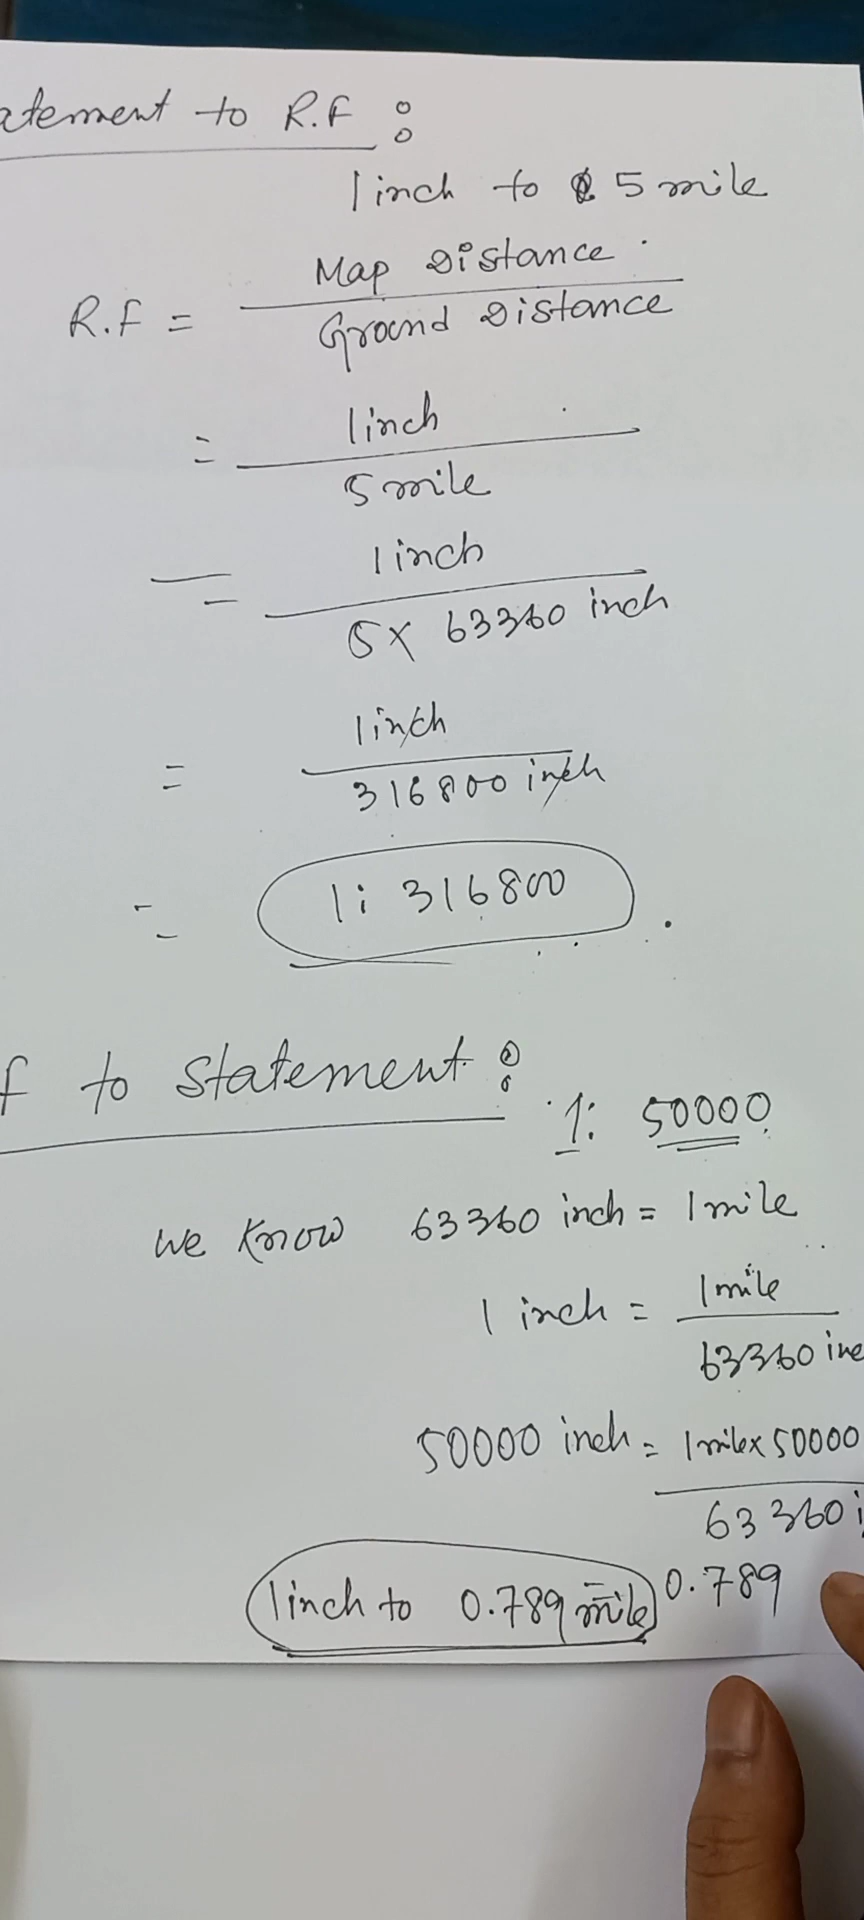 atement to R.F :
1 inch to 5 mile
Map Distance
R.F =
Ground Distance
= 1 inch
5 mile
= 1 inch
5 x 63360 inch
= 1 inch
316800 inch
= 1: 316800
f to Statement :
1: 50000
we know 63360 inch = 1 mile
1 inch = 1 mile
63360 inc
50000 inch = 1 mile x 50000
63360 i
1 inch to 0.789 mile 0.789